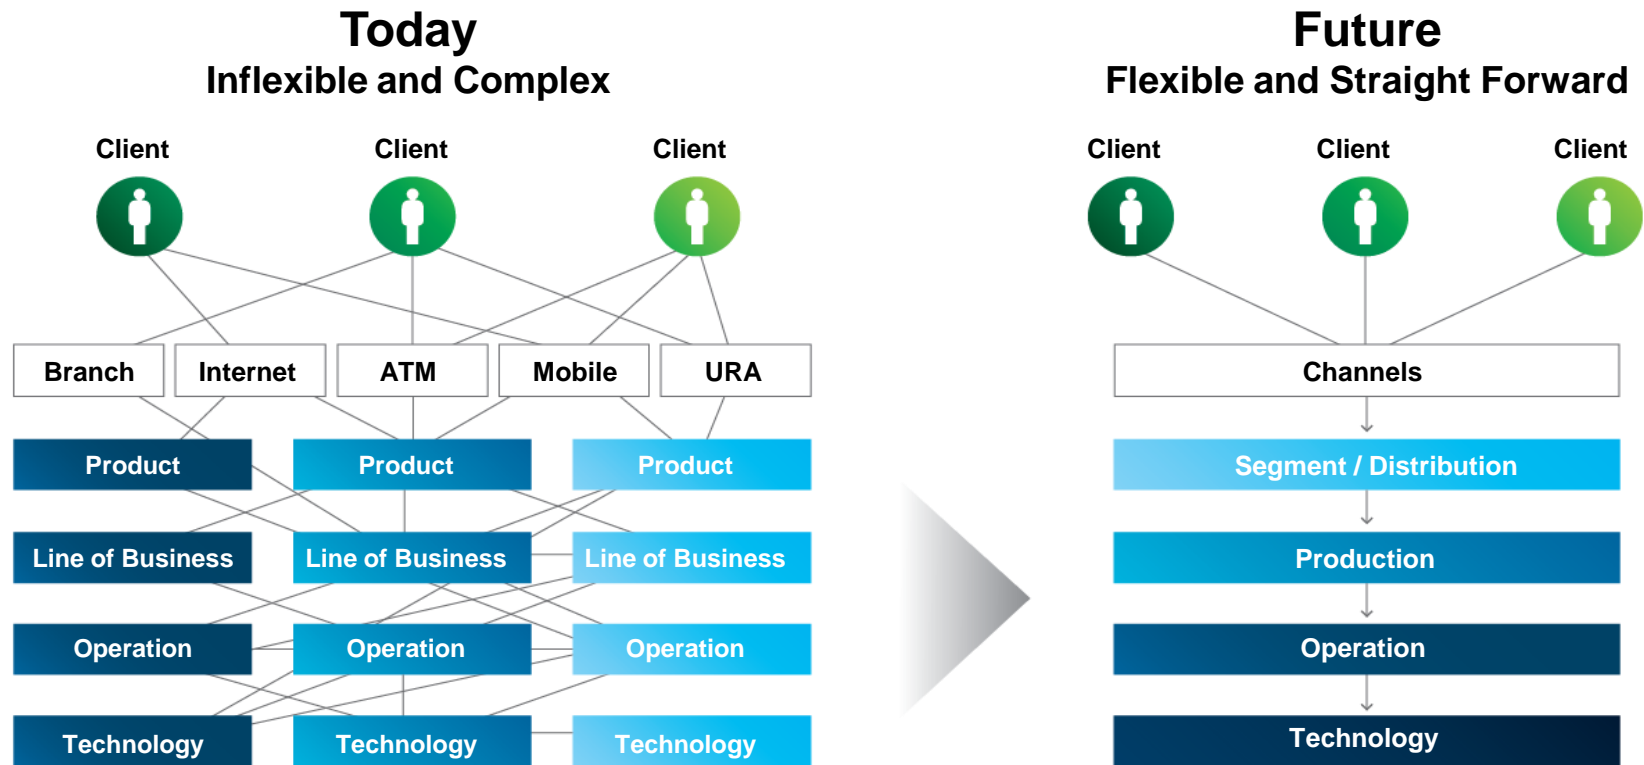 Today
Inflexible and Complex
Client Client Client
Branch Internet ATM Mobile URA
Product Product Product
Line of Business Line of Business Line of Business
Operation Operation Operation
Technology Technology Technology
Future
Flexible and Straight Forward
Client Client Client
Channels
Segment / Distribution
Production
Operation
Technology